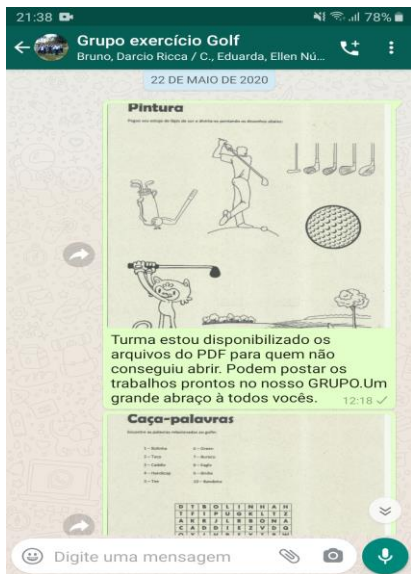 21:38
78%
Grupo exercício Golf
Bruno, Darcio Ricca / C., Eduarda, Ellen Nú...
22 DE MAIO DE 2020
Pintura
Turma estou disponibilizado os
arquivos do PDF para quem não
conseguiu abrir. Podem postar os
trabalhos prontos no nosso GRUPO.Um
grande abraço à todos vocês.
12:18
Caça-palavras
Digite uma mensagem